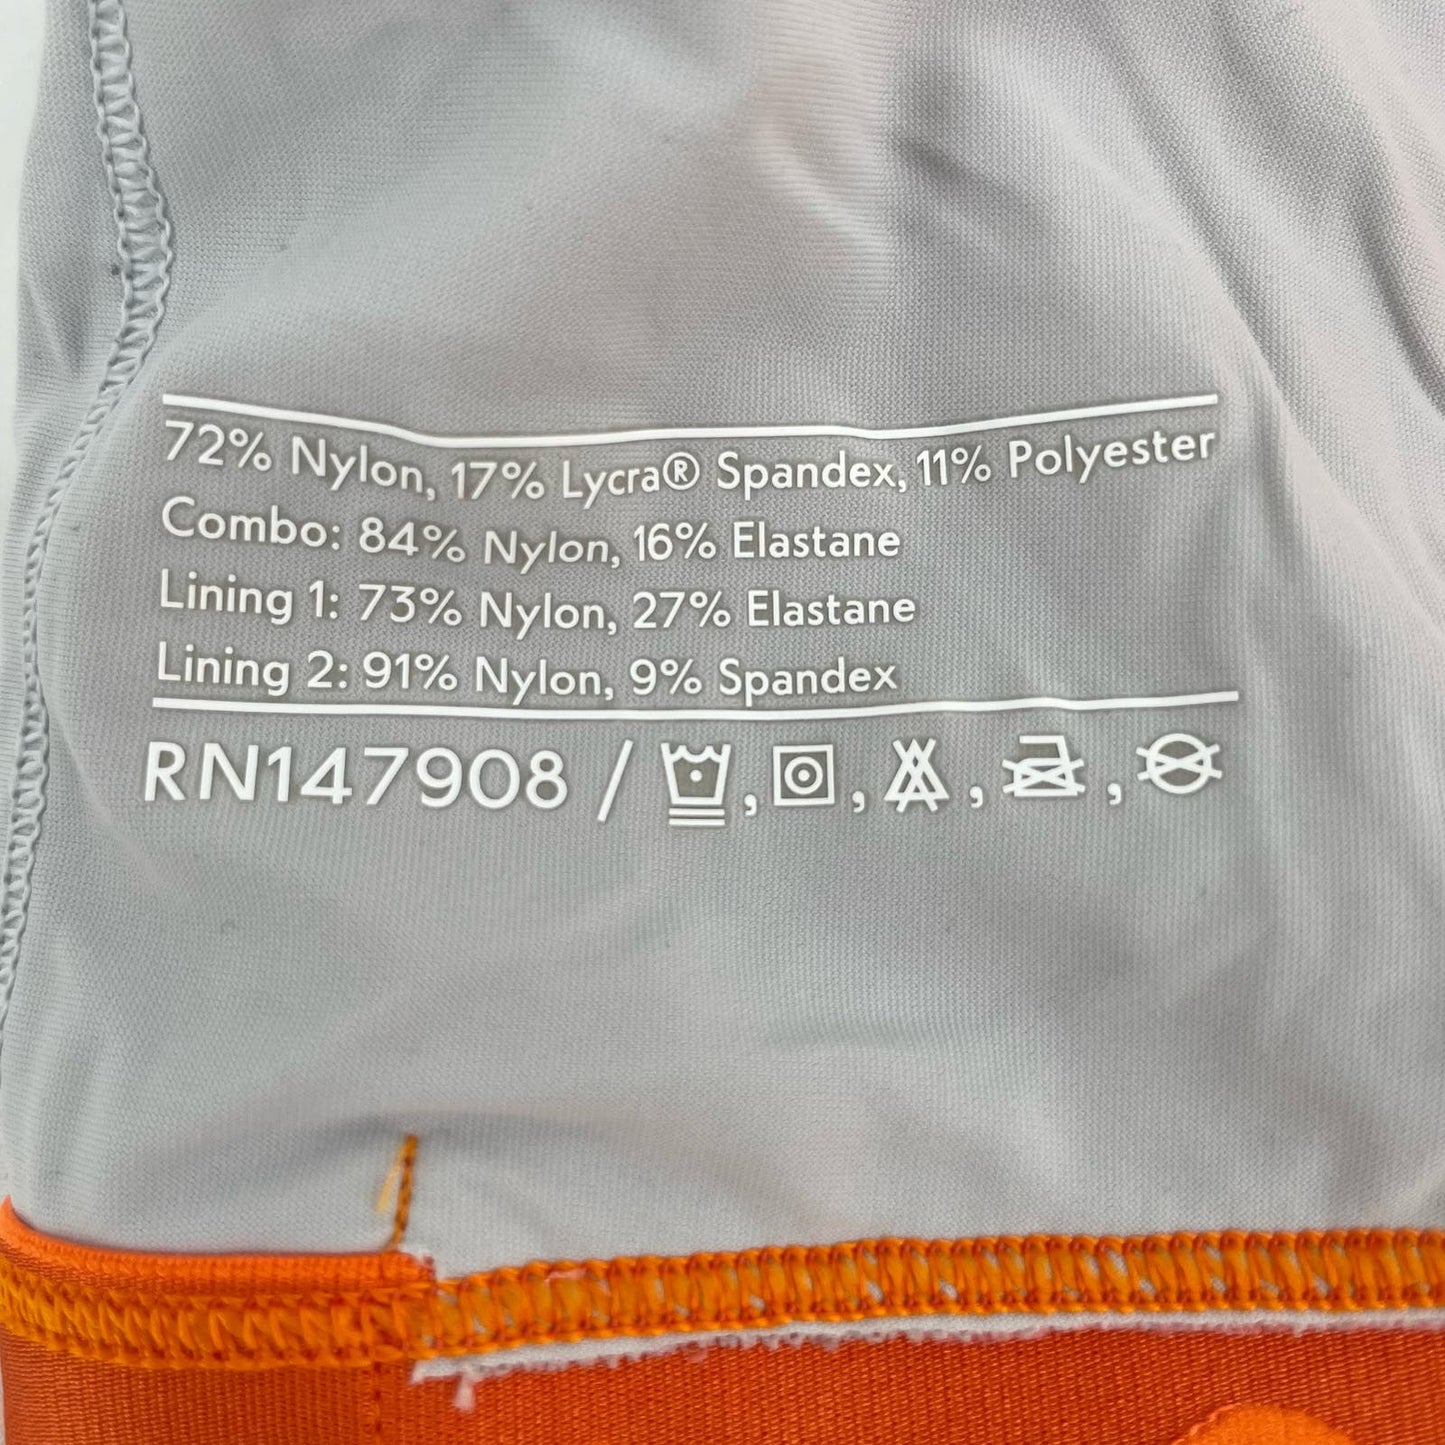 72% Nylon, 17% Lycra® Spandex, 11% Polyester
Combo: 84% Nylon, 16% Elastane
Lining 1: 73% Nylon, 27% Elastane
Lining 2: 91% Nylon, 9% Spandex
RN147908 /